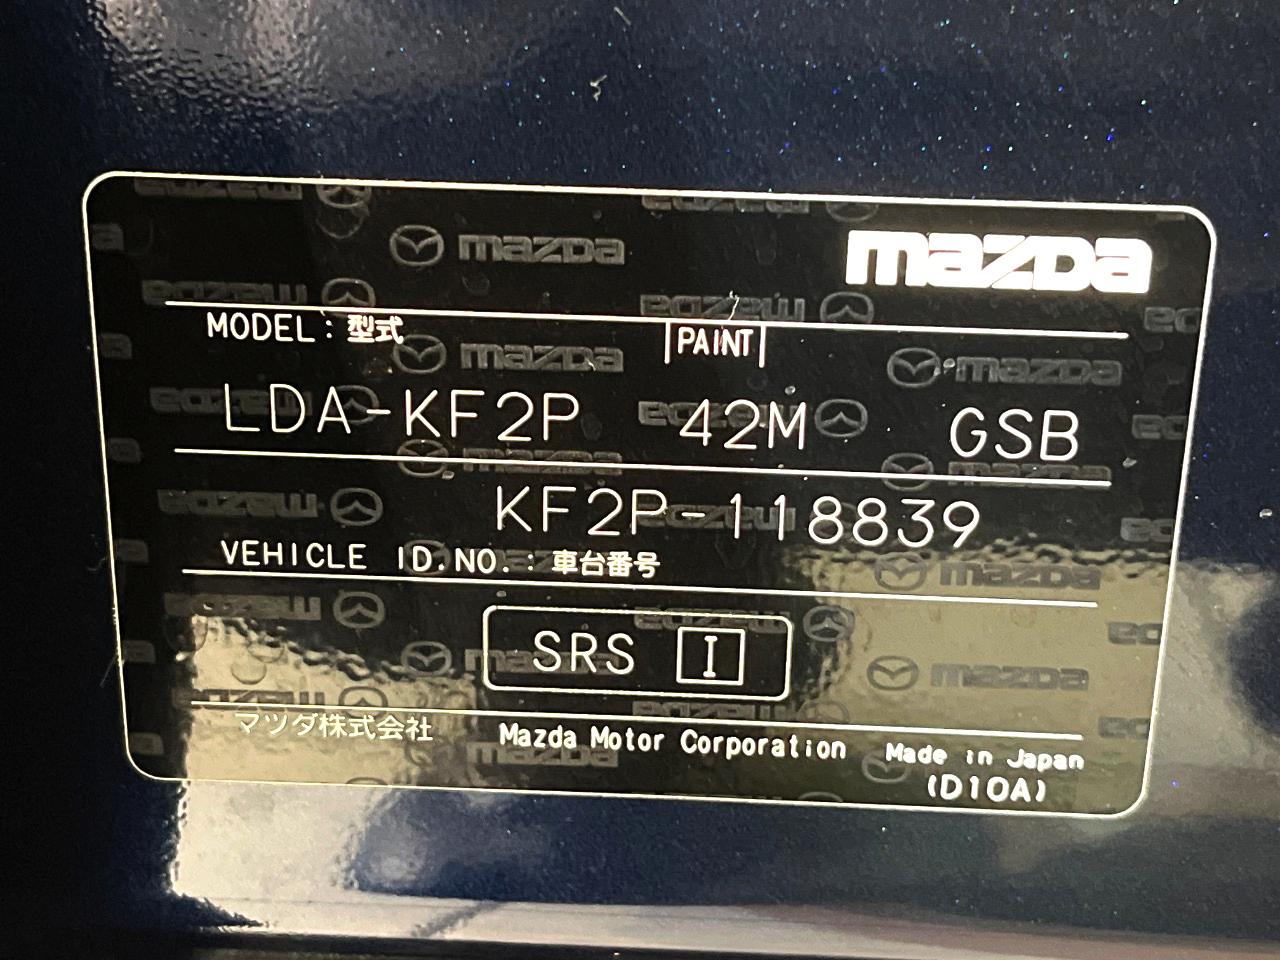 mazda
MODEL : 型式 PAINT
LDA-KF2P 42M GSB
KF2P-118839
VEHICLE ID.NO. : 車台番号
SRS I
マツダ株式会社 Mazda Motor Corporation Made in Japan
(D10A)